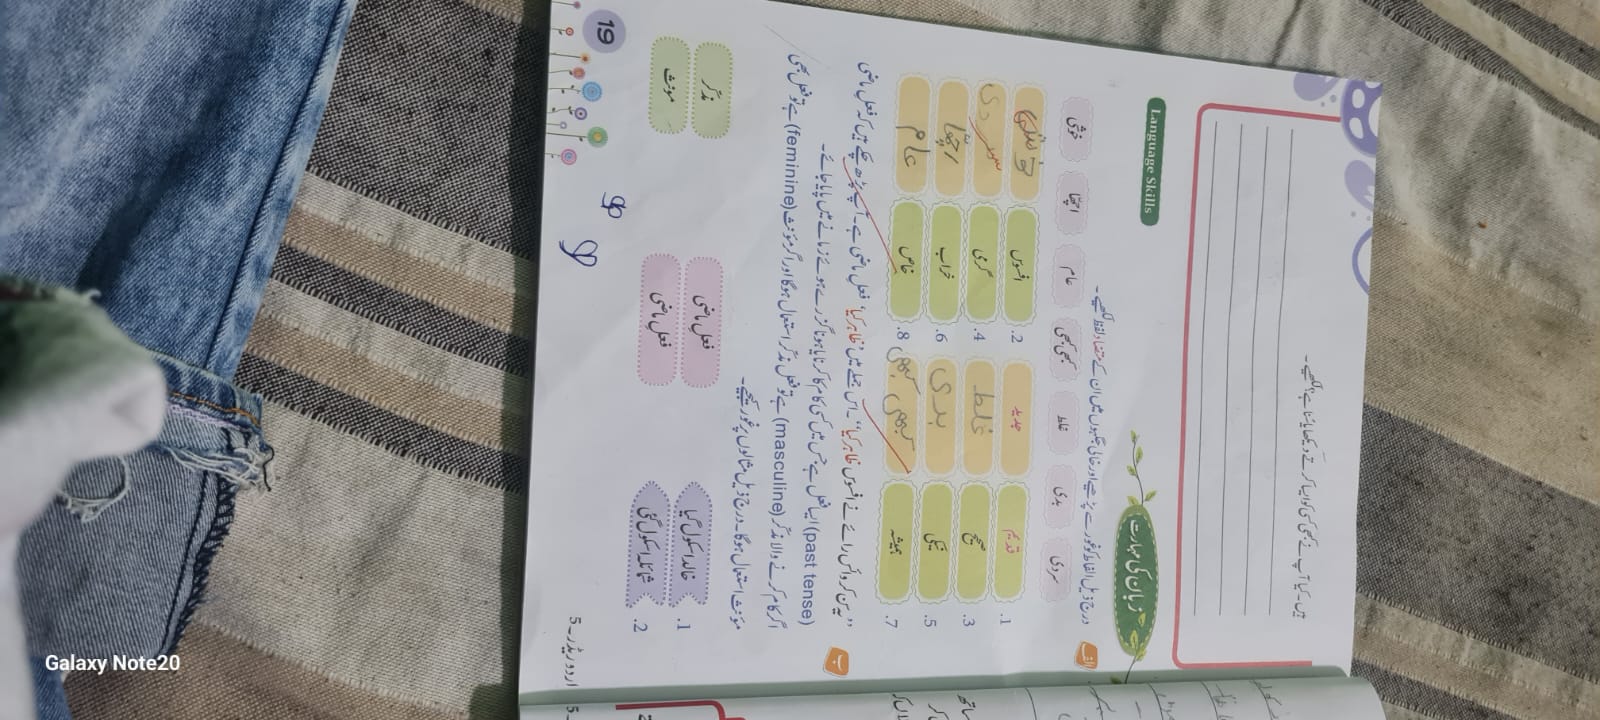 ہیں۔ کیا آپ نے کبھی کسی کو ایسا کرتے دیکھا یا سُنا ہے؟ لکھیے۔
زبان کی مہارت Language Skills
الف درج ذیل الفاظ کو غور سے پڑھیے اور خالی جگہوں میں ان کے متضاد لفظ لکھیے۔
سردی بدی غلط کبھی کبھی عام اچھّا خوشی
1. قدیم جدید 2. افسوس خوشی
3. صحیح غلط 4. گرمی سردی
5. نیکی بدی 6. خراب اچھّا
7. ہمیشہ کبھی کبھی 8. خاص عام
ب ”یہ سن کر وائس رائے نے افسوس ظاہر کیا“۔ اس جملے میں ’ظاہر کیا‘ فعل ماضی ہے۔ آپ پڑھ چکے ہیں کہ فعلِ ماضی
(past tense) ایسا فعل ہے جس میں کسی کام کا کرنا یا ہونا گزرے ہوئے زمانے میں پایا جائے۔
اگر کام کرنے والا مذکّر (masculine) ہے تو فعل مذکّر استعمال ہوگا اور اگر مؤنث (feminine) ہے تو فعل بھی
مؤنث استعمال ہوگا۔ درج ذیل مثالوں پر غور کیجیے۔
1. خالد اسکول گیا فعلِ ماضی مذکّر
2. شمائلہ اسکول گئی فعلِ ماضی مونث
اردو ریڈر۔5 19
Galaxy Note20